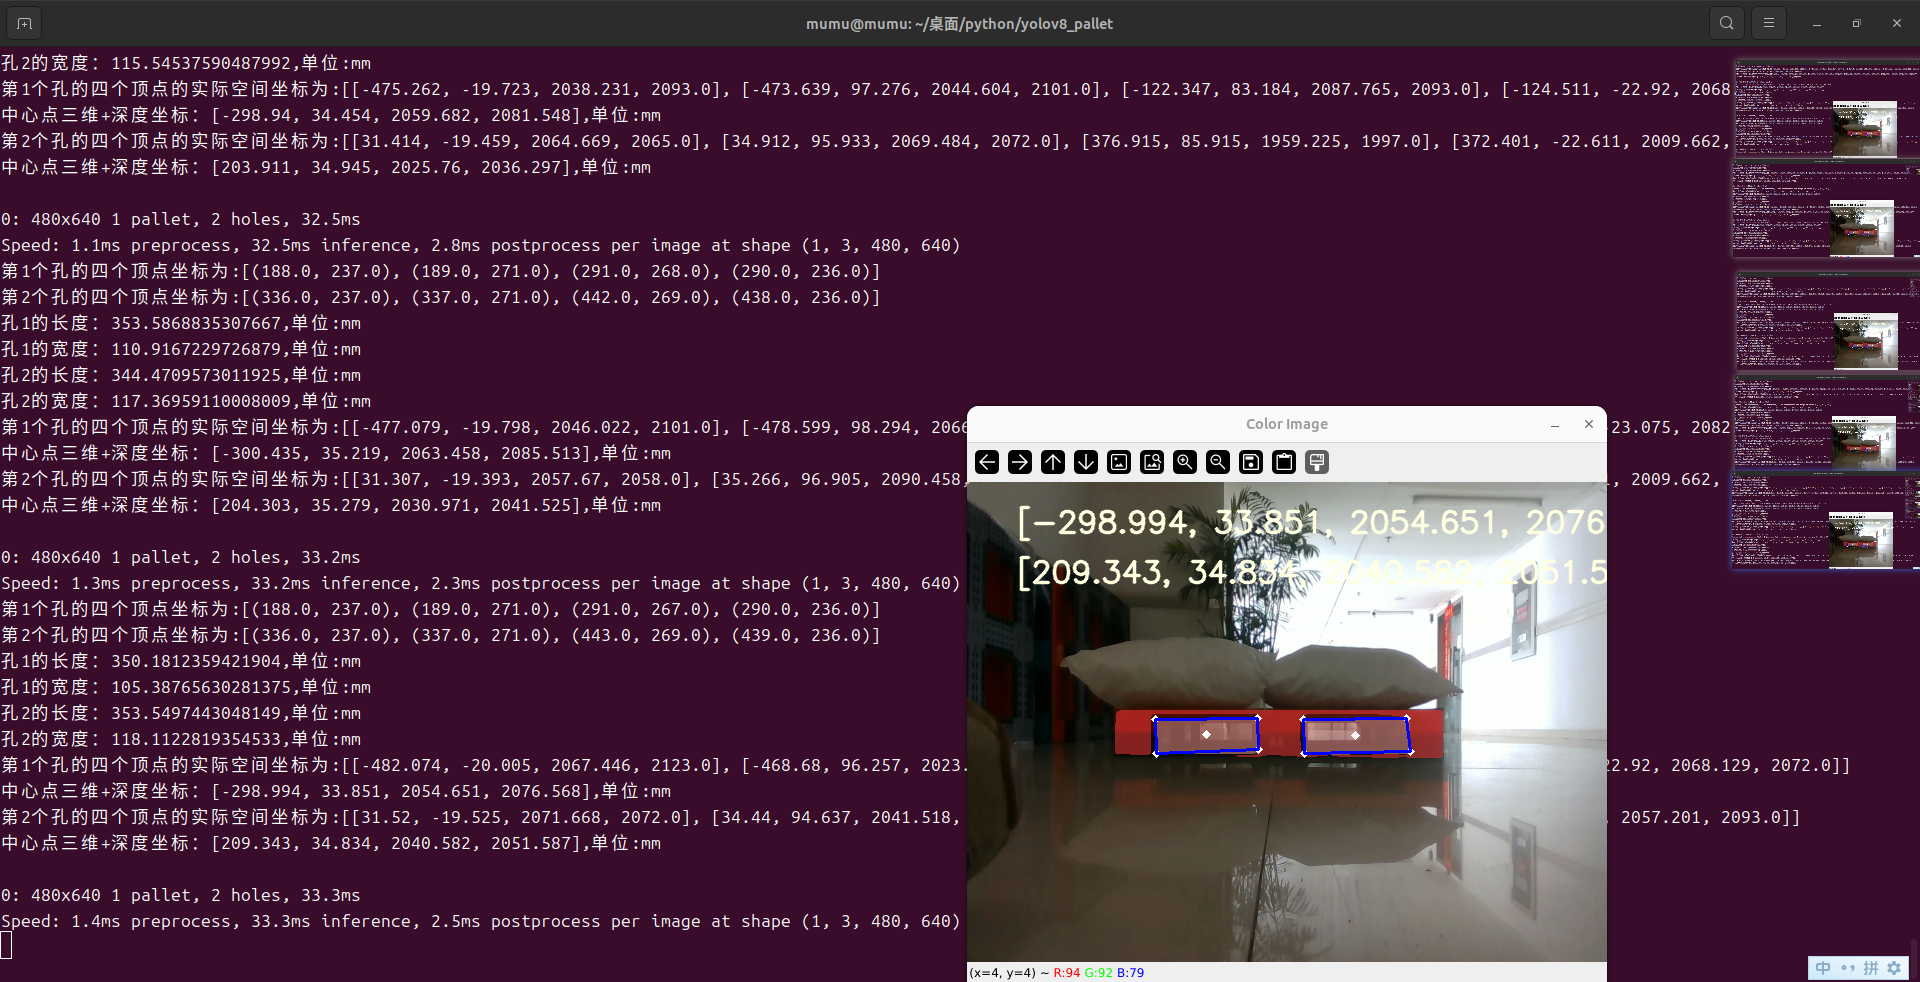 mumu@mumu: ~/桌面/python/yolov8_pallet
孔2的宽度：115.54537590487992,单位:mm
第1个孔的四个顶点的实际空间坐标为:[[-475.262, -19.723, 2038.231, 2093.0], [-473.639, 97.276, 2044.604, 2101.0], [-122.347, 83.184, 2087.765, 2093.0], [-124.511, -22.92, 2068
中心点三维+深度坐标：[-298.94, 34.454, 2059.682, 2081.548],单位:mm
第2个孔的四个顶点的实际空间坐标为:[[31.414, -19.459, 2064.669, 2065.0], [34.912, 95.933, 2069.484, 2072.0], [376.915, 85.915, 1959.225, 1997.0], [372.401, -22.611, 2009.662,
中心点三维+深度坐标：[203.911, 34.945, 2025.76, 2036.297],单位:mm
0: 480x640 1 pallet, 2 holes, 32.5ms
Speed: 1.1ms preprocess, 32.5ms inference, 2.8ms postprocess per image at shape (1, 3, 480, 640)
第1个孔的四个顶点坐标为:[(188.0, 237.0), (189.0, 271.0), (291.0, 268.0), (290.0, 236.0)]
第2个孔的四个顶点坐标为:[(336.0, 237.0), (337.0, 271.0), (442.0, 269.0), (438.0, 236.0)]
孔1的长度：353.5868835307667,单位:mm
孔1的宽度：110.9167229726879,单位:mm
孔2的长度：344.4709573011925,单位:mm
孔2的宽度：117.36959110008009,单位:mm
第1个孔的四个顶点的实际空间坐标为:[[-477.079, -19.798, 2046.022, 2101.0], [-478.599, 98.294, 2066 23.075, 2082
中心点三维+深度坐标：[-300.435, 35.219, 2063.458, 2085.513],单位:mm
第2个孔的四个顶点的实际空间坐标为:[[31.307, -19.393, 2057.67, 2058.0], [35.266, 96.905, 2090.458, , 2009.662,
中心点三维+深度坐标：[204.303, 35.279, 2030.971, 2041.525],单位:mm
0: 480x640 1 pallet, 2 holes, 33.2ms
Speed: 1.3ms preprocess, 33.2ms inference, 2.3ms postprocess per image at shape (1, 3, 480, 640)
第1个孔的四个顶点坐标为:[(188.0, 237.0), (189.0, 271.0), (291.0, 267.0), (290.0, 236.0)]
第2个孔的四个顶点坐标为:[(336.0, 237.0), (337.0, 271.0), (443.0, 269.0), (439.0, 236.0)]
孔1的长度：350.1812359421904,单位:mm
孔1的宽度：105.38765630281375,单位:mm
孔2的长度：353.5497443048149,单位:mm
孔2的宽度：118.1122819354533,单位:mm
第1个孔的四个顶点的实际空间坐标为:[[-482.074, -20.005, 2067.446, 2123.0], [-468.68, 96.257, 2023. 22.92, 2068.129, 2072.0]]
中心点三维+深度坐标：[-298.994, 33.851, 2054.651, 2076.568],单位:mm
第2个孔的四个顶点的实际空间坐标为:[[31.52, -19.525, 2071.668, 2072.0], [34.44, 94.637, 2041.518, , 2057.201, 2093.0]]
中心点三维+深度坐标：[209.343, 34.834, 2040.582, 2051.587],单位:mm
0: 480x640 1 pallet, 2 holes, 33.3ms
Speed: 1.4ms preprocess, 33.3ms inference, 2.5ms postprocess per image at shape (1, 3, 480, 640)
Color Image
[-298.994, 33.851, 2054.651, 2076
[209.343, 34.834, 2040.582, 2051.5
(x=4, y=4) ~ R:94 G:92 B:79
中 拼